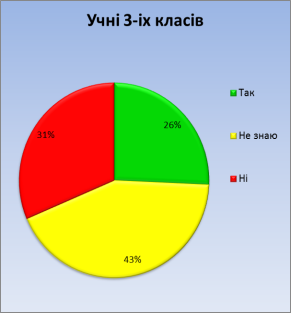 Учні 3-іх класів
26%
Так
31%
Не знаю
Ні
43%